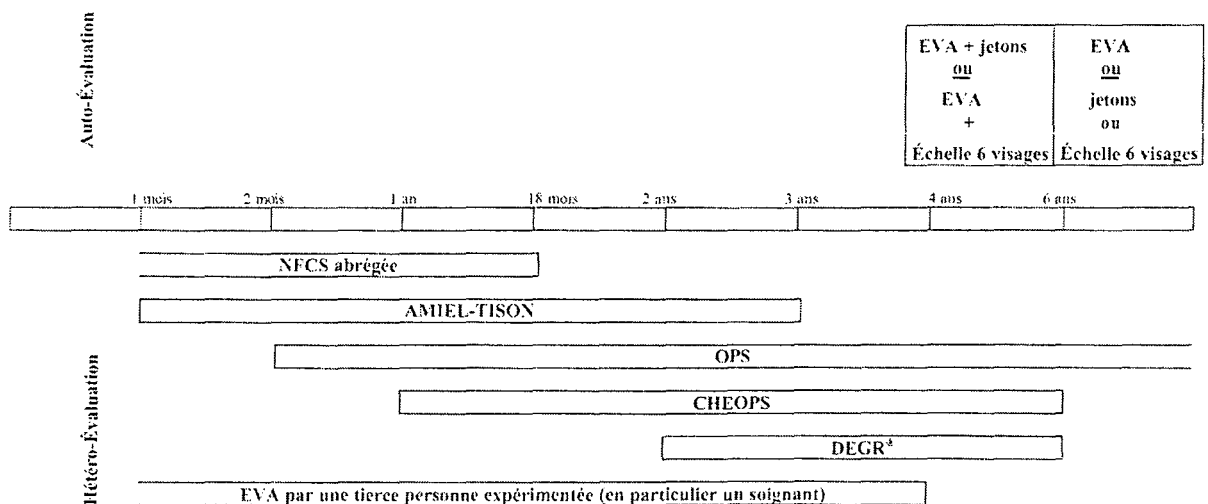 Auto-Évaluation
EVA + jetons
ou
EVA
+
Échelle 6 visages
EVA
ou
jetons
ou
Échelle 6 visages
1 mois 2 mois 1 an 18 mois 2 ans 3 ans 4 ans 6 ans
Hétéro-Évaluation
NFCS abrégée
AMIEL-TISON
OPS
CHEOPS
DEGR*
EVA par une tierce personne expérimentée (en particulier un soignant)